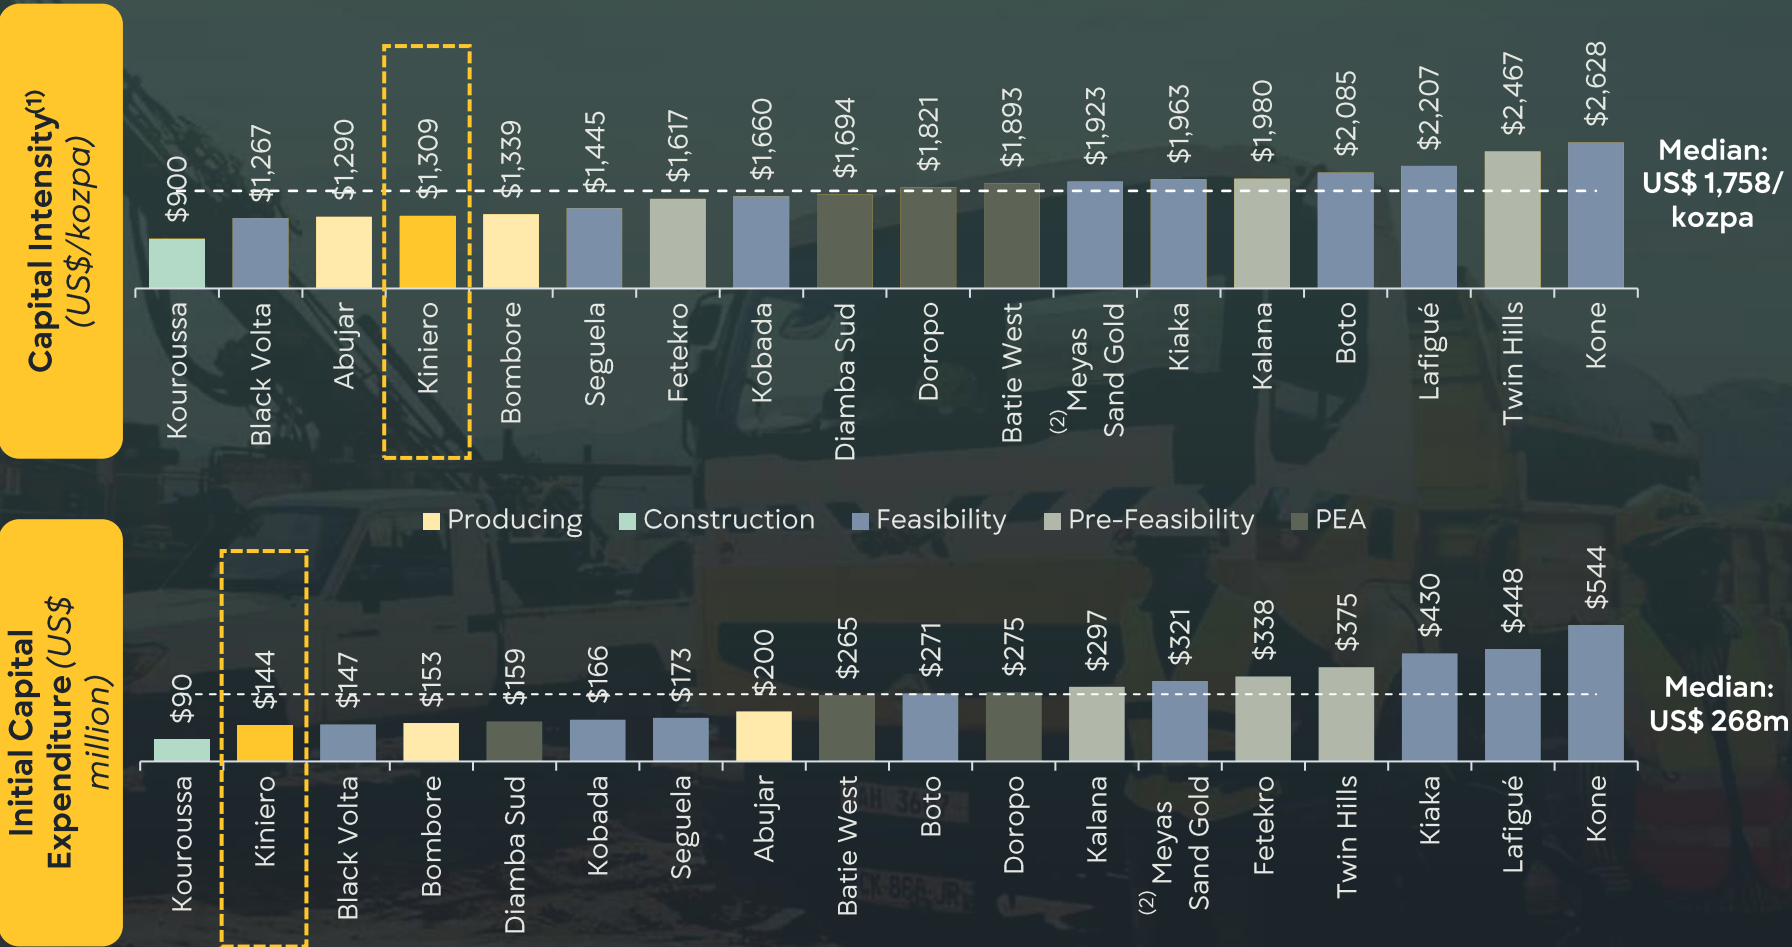 Capital Intensity(1)
(US$/kozpa)
$900
$1,267
$1,290
$1,309
$1,339
$1,445
$1,617
$1,660
$1,694
$1,821
$1,893
$1,923
$1,963
$1,980
$2,085
$2,207
$2,467
$2,628
Median:
US$ 1,758/
kozpa
Kouroussa
Black Volta
Abujar
Kiniero
Bombore
Seguela
Fetekro
Kobada
Diamba Sud
Doropo
Batie West
(2) Meyas
Sand Gold
Kiaka
Kalana
Boto
Lafigué
Twin Hills
Kone
Producing
Construction
Feasibility
Pre-Feasibility
PEA
Initial Capital
Expenditure (US$
million)
$90
$144
$147
$153
$159
$166
$173
$200
$265
$271
$275
$297
$321
$338
$375
$430
$448
$544
Median:
US$ 268m
Kouroussa
Kiniero
Black Volta
Bombore
Diamba Sud
Kobada
Seguela
Abujar
Batie West
Boto
Doropo
Kalana
(2) Meyas
Sand Gold
Fetekro
Twin Hills
Kiaka
Lafigué
Kone